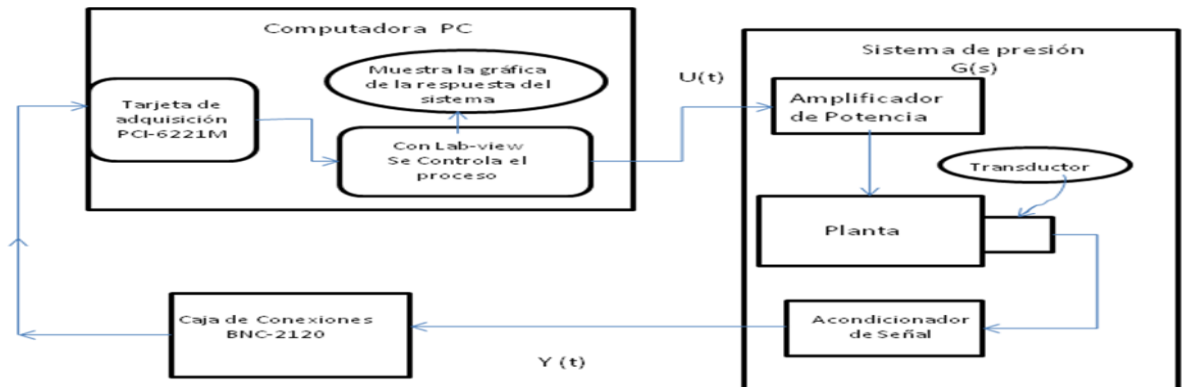 Computadora PC
Muestra la gráfica
de la respuesta del
sistema
Tarjeta de
adquisición
PCI-6221M
Con Lab-view
Se Controla el
proceso
U(t)
Sistema de presión
G(s)
Amplificador
de Potencia
Transductor
Planta
Acondicionador
de Señal
Caja de Conexiones
BNC-2120
Y (t)